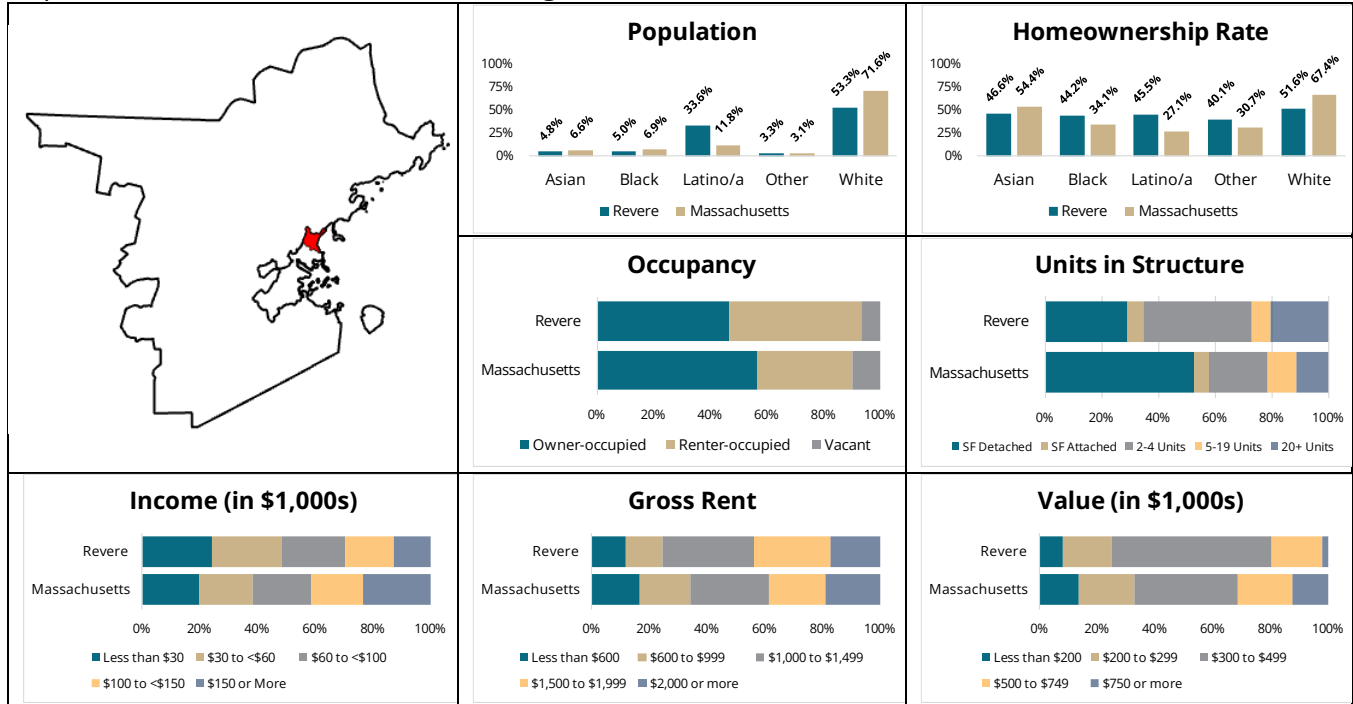 Population
100%
75%
50%
25%
0%
4.8% 6.6% 5.0% 6.9% 33.6% 11.8% 3.3% 3.1% 53.3% 71.6%
Asian Black Latino/a Other White
Revere Massachusetts
Homeownership Rate
100%
75%
50%
25%
0%
46.6% 54.4% 44.2% 34.1% 45.5% 27.1% 40.1% 30.7% 51.6% 67.4%
Asian Black Latino/a Other White
Revere Massachusetts
Occupancy
Revere
Massachusetts
0% 20% 40% 60% 80% 100%
Owner-occupied Renter-occupied Vacant
Units in Structure
Revere
Massachusetts
0% 20% 40% 60% 80% 100%
SF Detached SF Attached 2-4 Units 5-19 Units 20+ Units
Income (in $1,000s)
Revere
Massachusetts
0% 20% 40% 60% 80% 100%
Less than $30 $30 to <$60 $60 to <$100
$100 to <$150 $150 or More
Gross Rent
Revere
Massachusetts
0% 20% 40% 60% 80% 100%
Less than $600 $600 to $999 $1,000 to $1,499
$1,500 to $1,999 $2,000 or more
Value (in $1,000s)
Revere
Massachusetts
0% 20% 40% 60% 80% 100%
Less than $200 $200 to $299 $300 to $499
$500 to $749 $750 or more